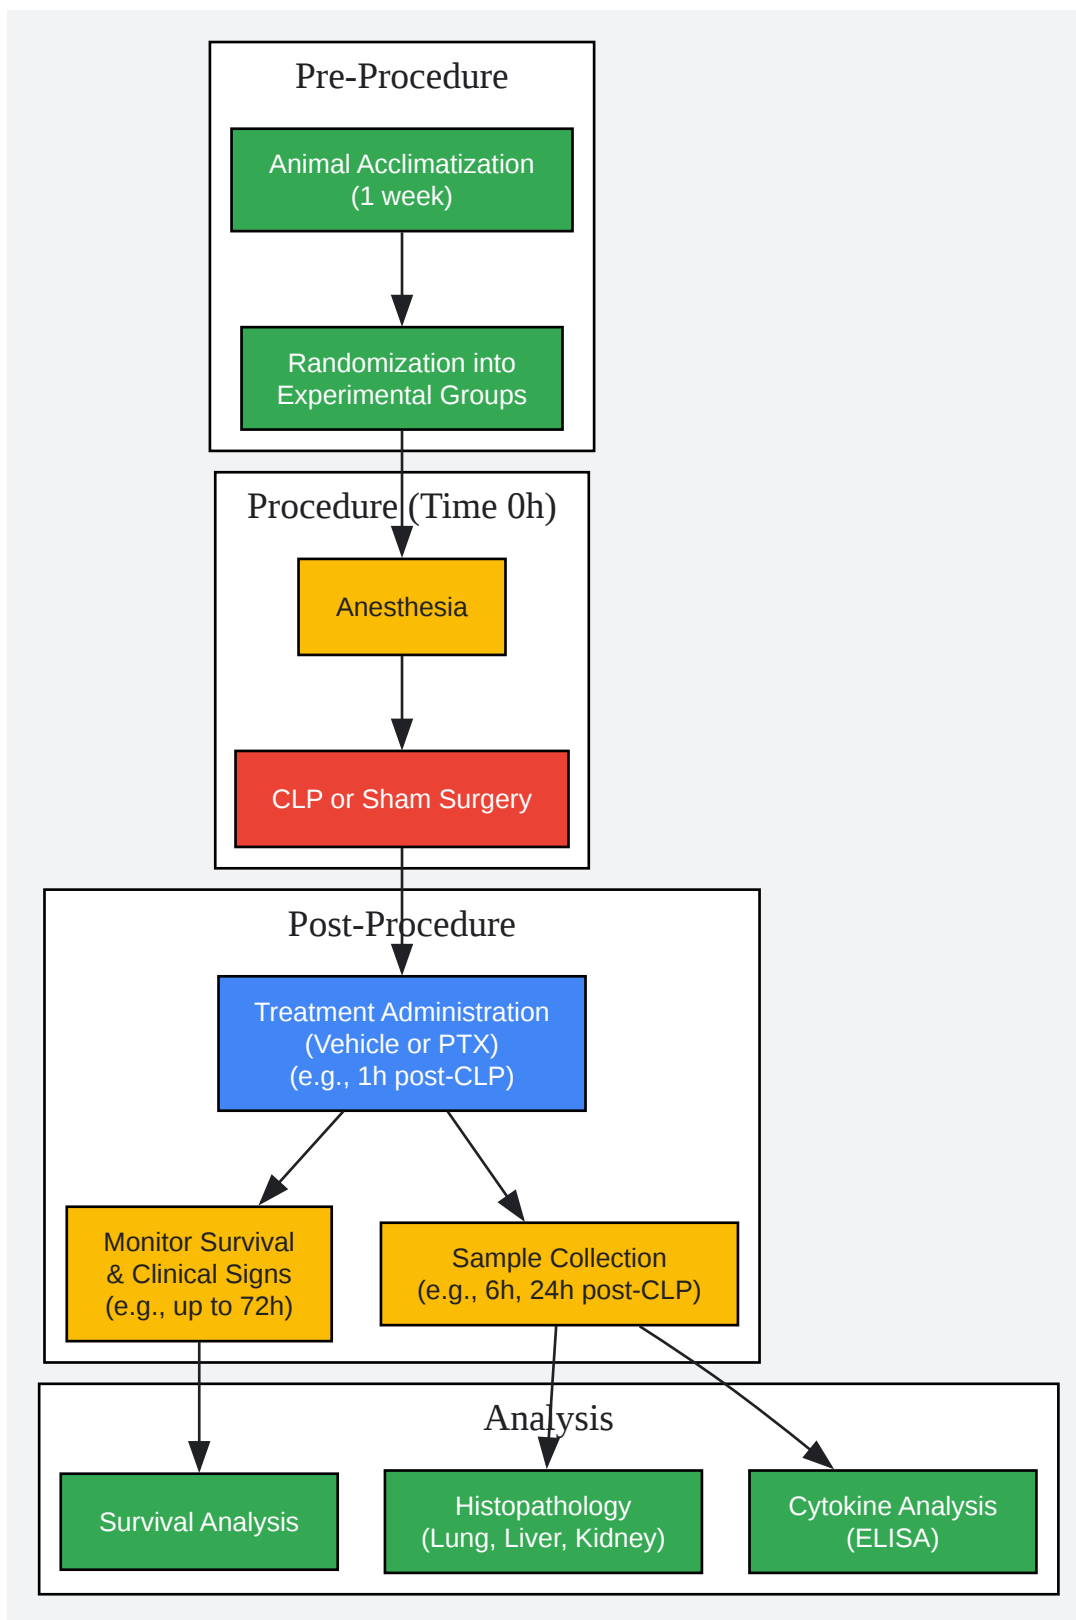 Pre-Procedure
Animal Acclimatization
(1 week)
Randomization into
Experimental Groups
Procedure (Time 0h)
Anesthesia
CLP or Sham Surgery
Post-Procedure
Treatment Administration
(Vehicle or PTX)
(e.g., 1h post-CLP)
Monitor Survival
& Clinical Signs
(e.g., up to 72h)
Sample Collection
(e.g., 6h, 24h post-CLP)
Analysis
Survival Analysis
Histopathology
(Lung, Liver, Kidney)
Cytokine Analysis
(ELISA)